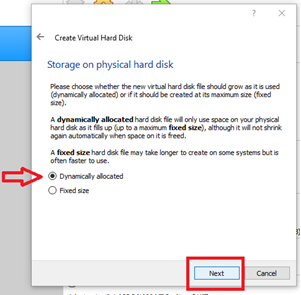 ?
×
←
Create Virtual Hard Disk
Storage on physical hard disk
Please choose whether the new virtual hard disk file should grow as it is used
(dynamically allocated) or if it should be created at its maximum size (fixed
size).
A dynamically allocated hard disk file will only use space on your physical
hard disk as it fills up (up to a maximum fixed size), although it will not shrink
again automatically when space on it is freed.
A fixed size hard disk file may take longer to create on some systems but is
often faster to use.
Dynamically allocated
Fixed size
Next
Cancel